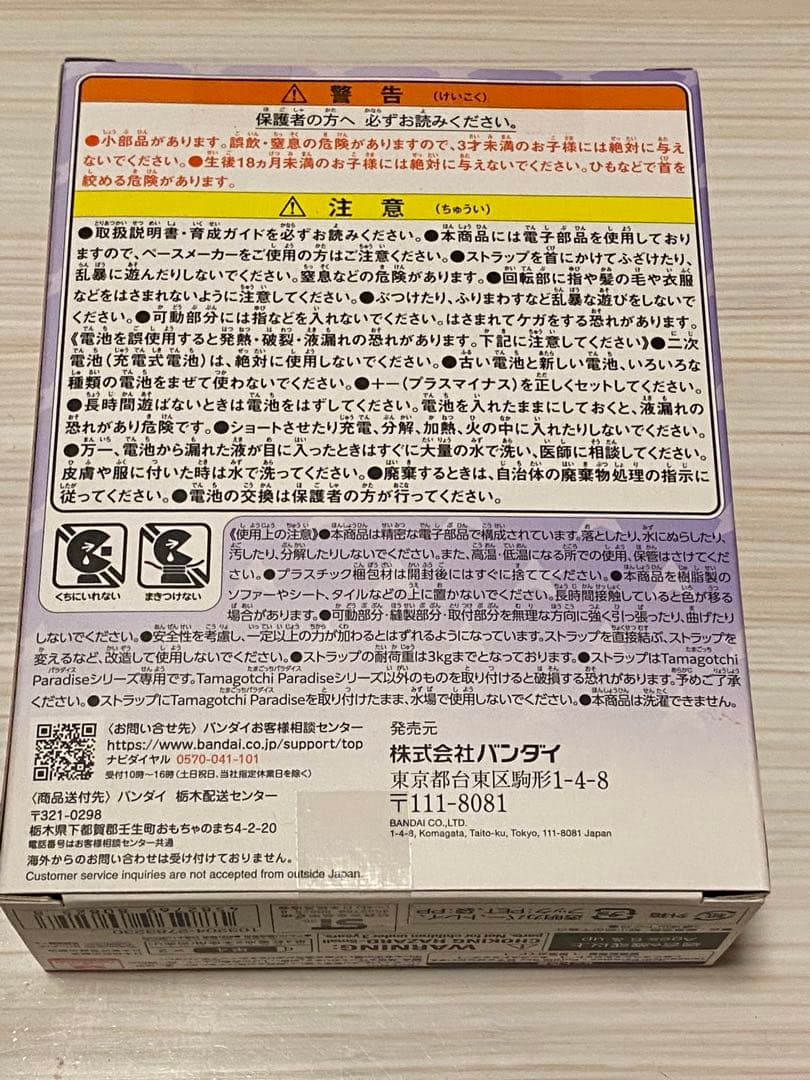 ⚠ 警告 (けいこく)
保護者の方へ 必ずお読みください。
●小部品があります。誤飲・窒息の危険がありますので、3才未満のお子様には絶対に与え
ないでください。●生後18ヵ月未満のお子様には絶対に与えないでください。ひもなどで首を
絞める危険があります。
⚠ 注意 (ちゅうい)
●取扱説明書・育成ガイドを必ずお読みください。●本商品には電子部品を使用しており
ますので、ペースメーカーをご使用の方はご注意ください。●ストラップを首にかけてふざけたり、
乱暴に遊んだりしないでください。窒息などの危険があります。●回転部に指や髪の毛や衣服
などをはさまれないように注意してください。●ぶつけたり、ふりまわすなど乱暴な遊びをしないで
ください。●可動部分には指などを入れないでください。はさまれてケガをする恐れがあります。
《電池を誤使用すると発熱・破裂・液漏れの恐れがあります。下記に注意してください》●二次
電池(充電式電池)は、絶対に使用しないでください。●古い電池と新しい電池、いろいろな
種類の電池をまぜて使わないでください。●+-(プラスマイナス)を正しくセットしてください。
●長時間遊ばないときは電池をはずしてください。電池を入れたままにしておくと、液漏れの
恐れがあり危険です。●ショートさせたり充電、分解、加熱、火の中に入れたりしないでください。
●万一、電池から漏れた液が目に入ったときはすぐに大量の水で洗い、医師に相談してください。
皮膚や服に付いた時は水で洗ってください。●廃棄するときは、自治体の廃棄物処理の指示に
従ってください。●電池の交換は保護者の方が行ってください。
くちにいれない
まきつけない
《使用上の注意》●本商品は精密な電子部品で構成されています。落としたり、水にぬらしたり、
汚したり、分解したりしないでください。また、高温・低温になる所での使用、保管はさけてくだ
さい。●プラスチック梱包材は開封後にはすぐに捨ててください。●本商品を樹脂製の
ソファーやシート、タイルなどの上に置かないでください。長時間接触していると色が移る
場合があります。●可動部分・縫製部分・取付部分を無理な方向に強く引っ張ったり、曲げたり
しないでください。●安全性を考慮し、一定以上の力が加わるとはずれるようになっています。ストラップを直接結ぶ、ストラップを
変えるなど、改造して使用しないでください。●ストラップの耐荷重は3kgまでとなっております。●ストラップはTamagotchi
Paradiseシリーズ専用です。Tamagotchi Paradiseシリーズ以外のものを取り付けると破損する恐れがあります。予めご了承
ください。●ストラップにTamagotchi Paradiseを取り付けたまま、水場で使用しないでください。●本商品は洗濯できません。
〈お問い合せ先〉バンダイお客様相談センター
https://www.bandai.co.jp/support/top
ナビダイヤル 0570-041-101
受付10時~16時(土日祝日、当社指定休業日を除く)
〈商品送付先〉バンダイ 栃木配送センター
〒321-0298
栃木県下都賀郡壬生町おもちゃのまち4-2-20
電話番号はお客様相談センター共通
海外からのお問い合わせは受け付けておりません。
Customer service inquiries are not accepted from outside Japan.
発売元
株式会社バンダイ
東京都台東区駒形1-4-8
〒111-8081
BANDAI CO.,LTD.
1-4-8, Komagata, Taito-ku, Tokyo, 111-8081 Japan
WARNING:
CHOKING HAZARD-Small
parts. Not for children under 3 years.
Ages 6 & up